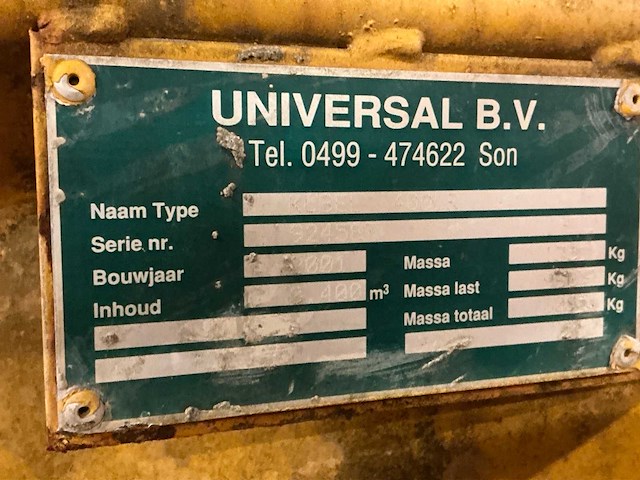 UNIVERSAL B.V.
Tel. 0499 - 474622 Son
Naam Type
Serie nr.
Bouwjaar
Inhoud m³
Massa Kg
Massa last Kg
Massa totaal Kg